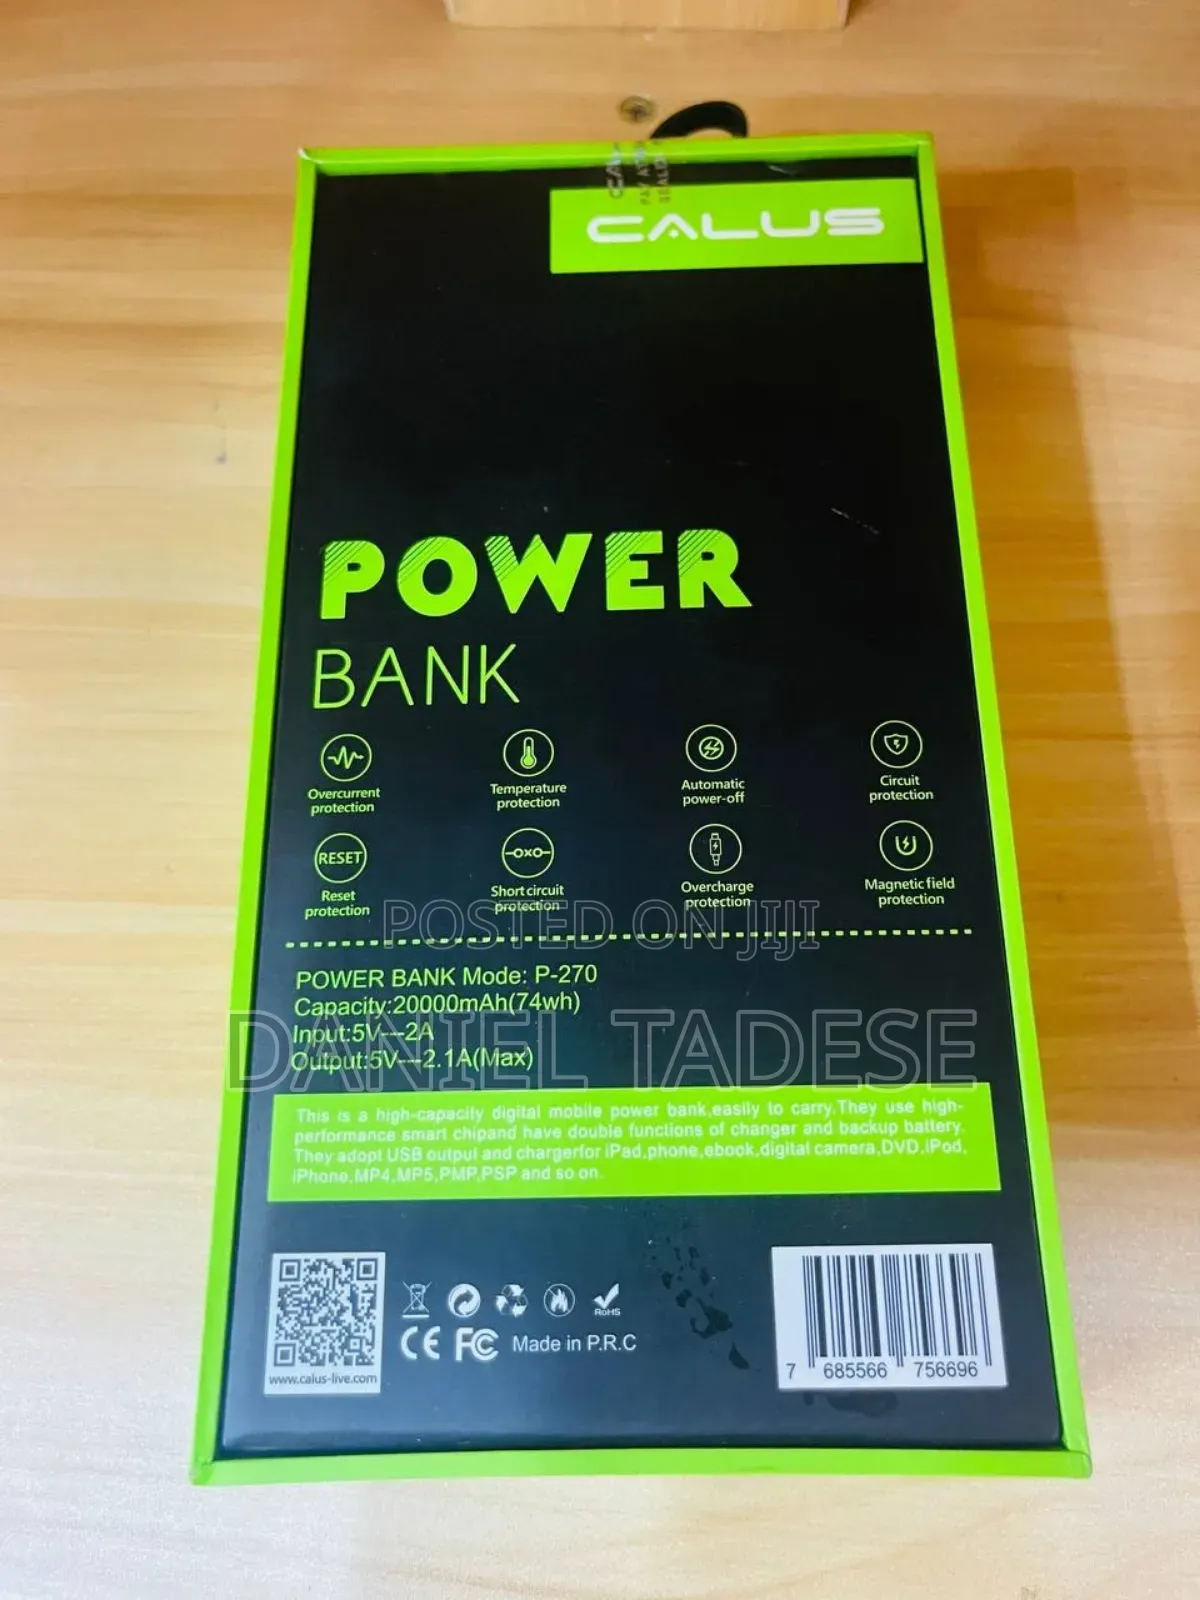 CALUS
POWER
BANK
Overcurrent
protection
Temperature
protection
Automatic
power-off
Circuit
protection
RESET
Reset
protection
Short circuit
protection
Overcharge
protection
Magnetic field
protection
POSTED ON JIJI
POWER BANK Mode: P-270
Capacity:20000mAh(74wh)
Input:5V---2A
DANIEL TADESE
Output:5V---2.1A(Max)
This is a high-capacity digital mobile power bank,easily to carry.They use high-
performance smart chipand have double functions of changer and backup battery.
They adopt USB output and chargerfor iPad,phone,ebook,digital camera,DVD,iPod,
iPhone,MP4,MP5,PMP,PSP and so on.
www.calus-live.com
RoHS
CE FC Made in P.R.C
7 685566 756696